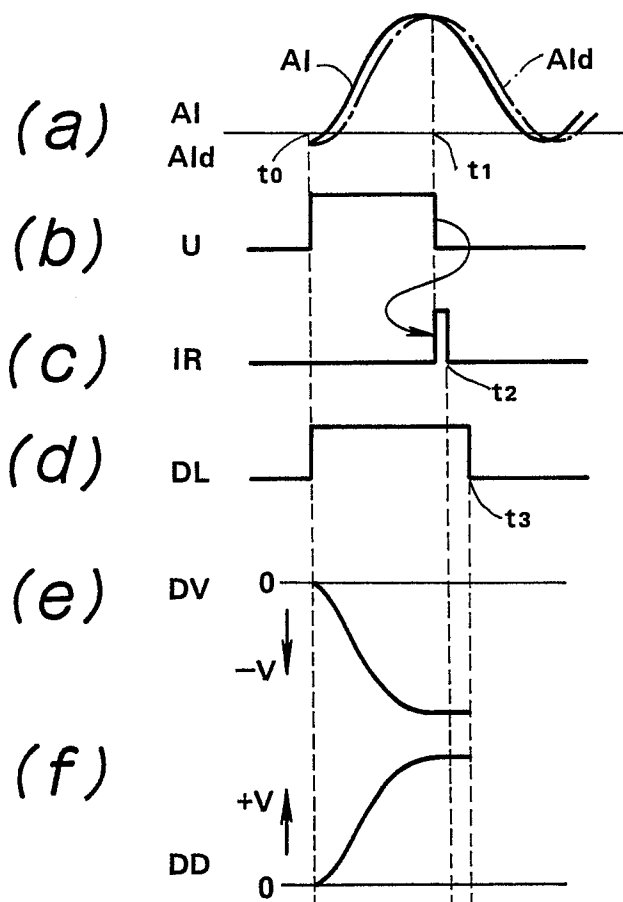 AI
AId
(a)
AI
AId
t0
t1
(b)
U
(c)
IR
t2
(d)
DL
t3
(e)
DV
0
−V
(f)
+V
DD
0